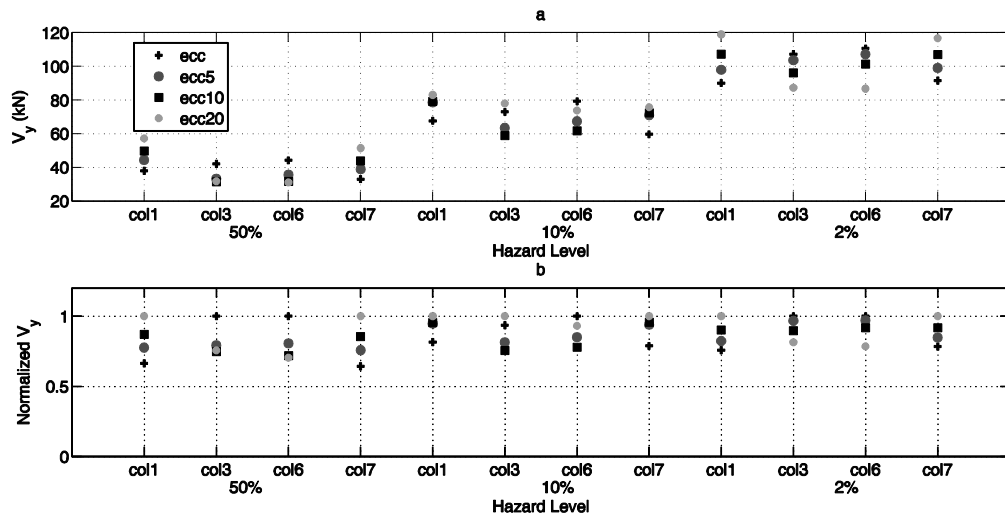 a
120
100
80
60
40
20
V_y (kN)
ecc
ecc5
ecc10
ecc20
col1 col3 col6 col7 col1 col3 col6 col7 col1 col3 col6 col7
50% 10% 2%
Hazard Level
b
1
0.5
0
Normalized V_y
col1 col3 col6 col7 col1 col3 col6 col7 col1 col3 col6 col7
50% 10% 2%
Hazard Level